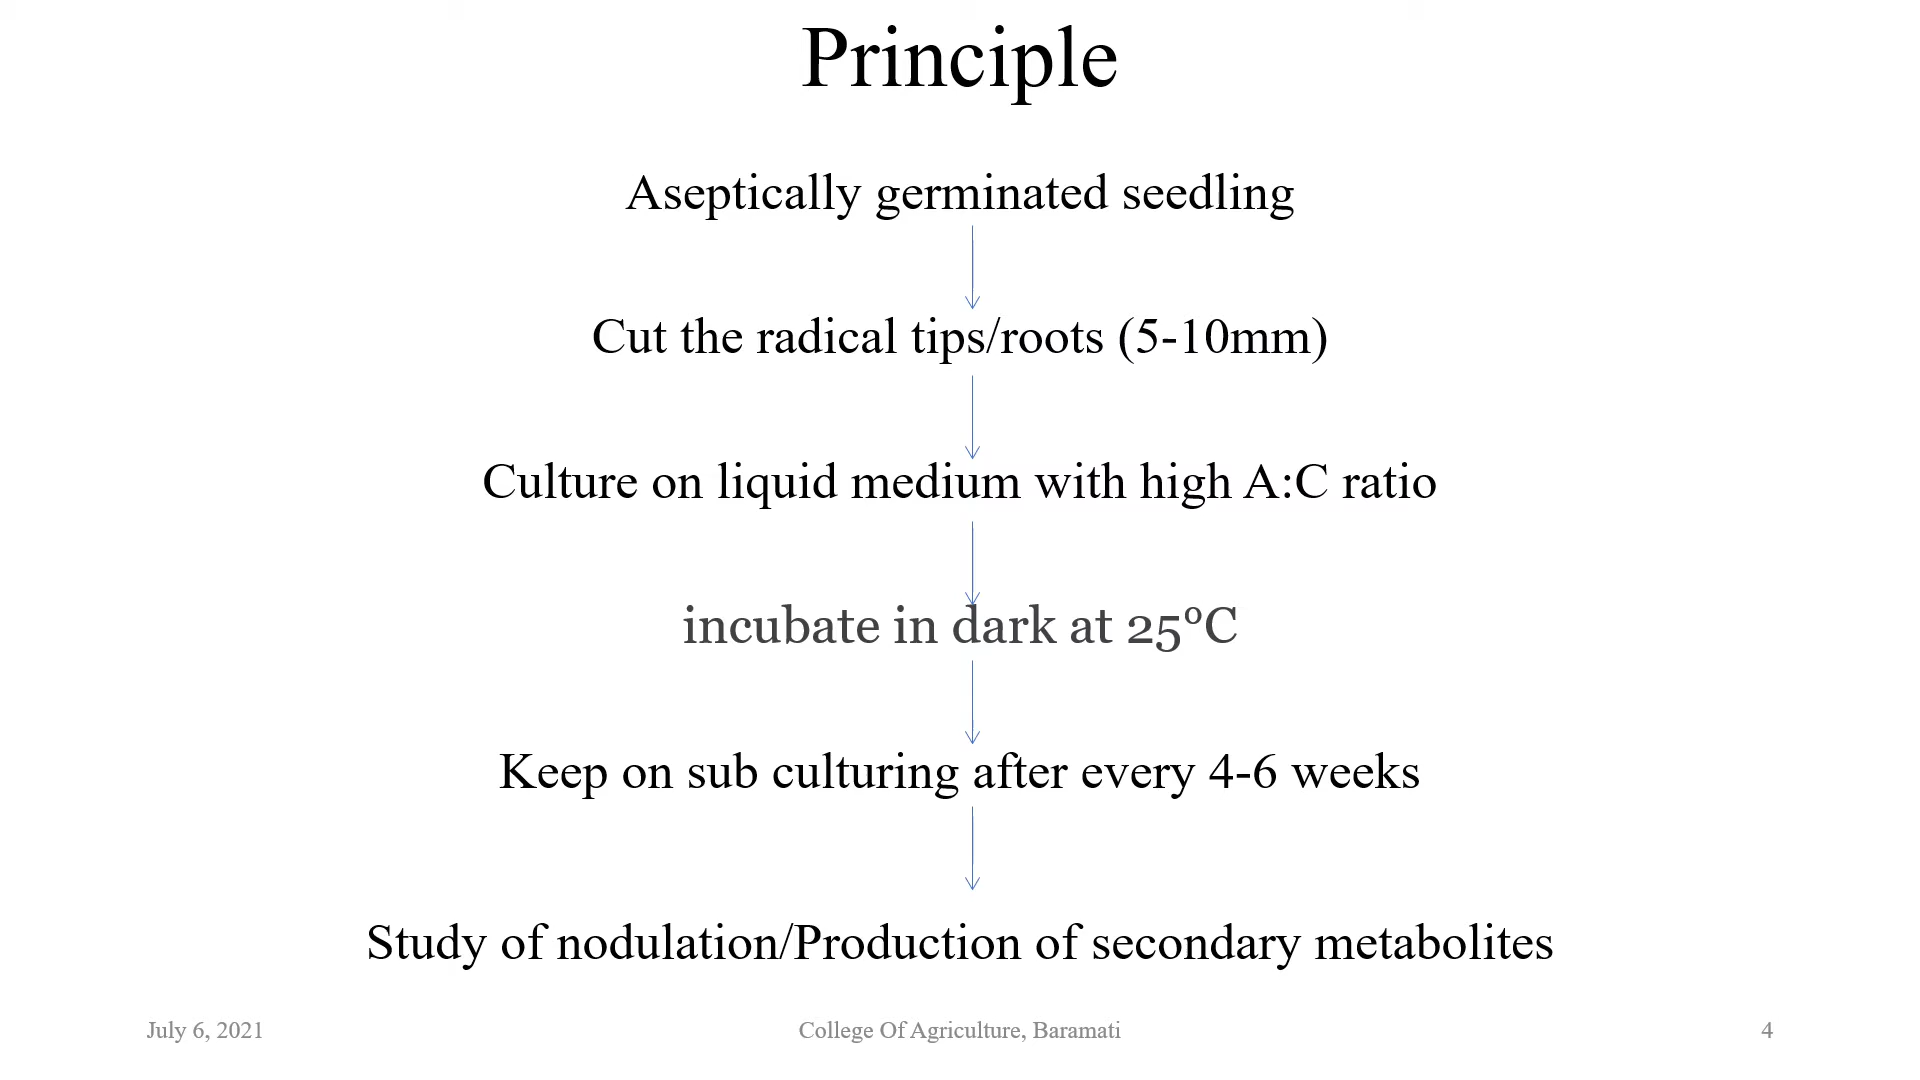 Principle
Aseptically germinated seedling
Cut the radical tips/roots (5-10mm)
Culture on liquid medium with high A:C ratio
incubate in dark at 25°C
Keep on sub culturing after every 4-6 weeks
Study of nodulation/Production of secondary metabolites
July 6, 2021
College Of Agriculture, Baramati
4